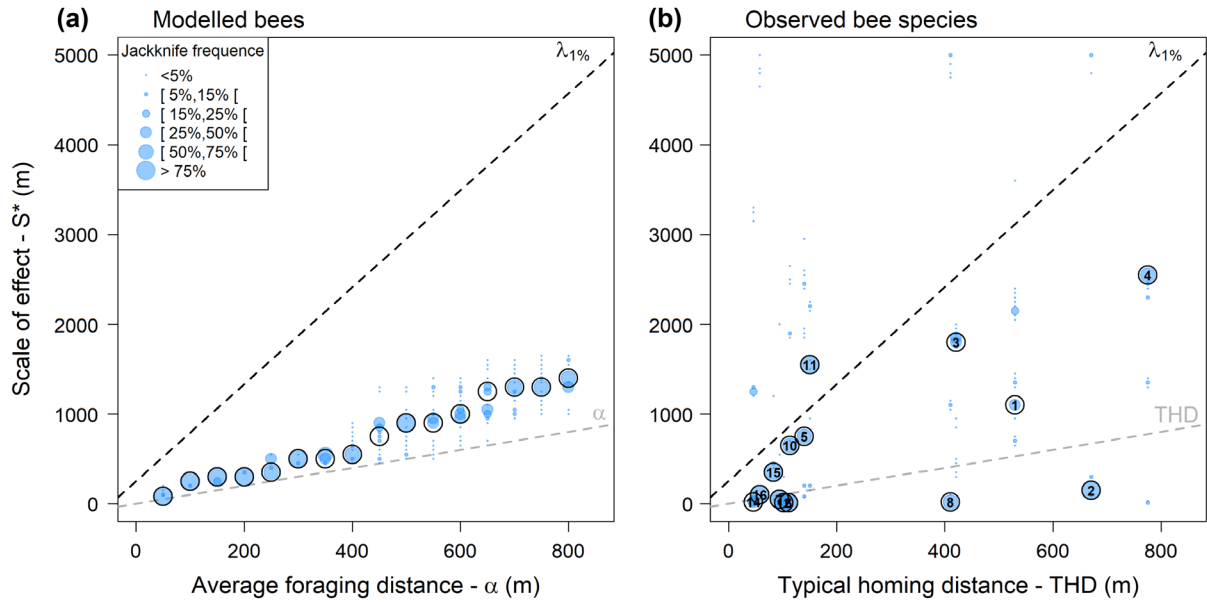 (a) Modelled bees
Jackknife frequence
<5%
[ 5%,15% [
[ 15%,25% [
[ 25%,50% [
[ 50%,75% [
> 75%
λ1%
α
5000
4000
3000
2000
1000
0
Scale of effect - S* (m)
0 200 400 600 800
Average foraging distance - α (m)
(b) Observed bee species
λ1%
THD
5000
4000
3000
2000
1000
0
4
3
11
1
5
10
15
16
14
8
2
0 200 400 600 800
Typical homing distance - THD (m)